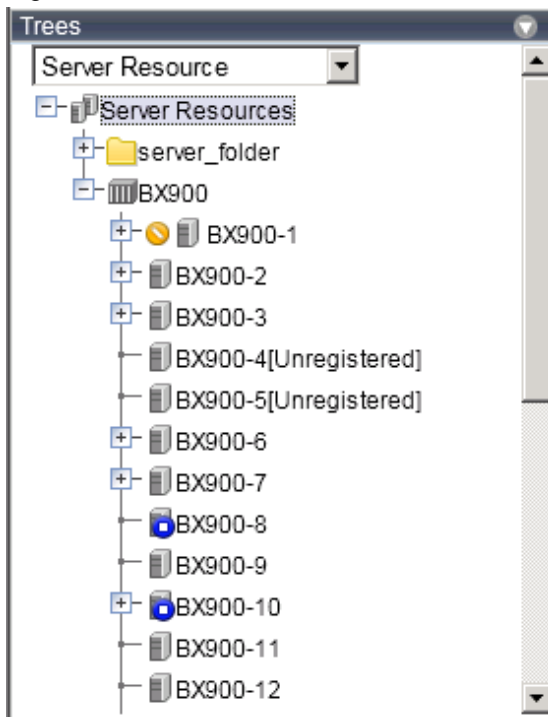 Trees
Server Resource
Server Resources
server_folder
BX900
BX900-1
BX900-2
BX900-3
BX900-4[Unregistered]
BX900-5[Unregistered]
BX900-6
BX900-7
BX900-8
BX900-9
BX900-10
BX900-11
BX900-12